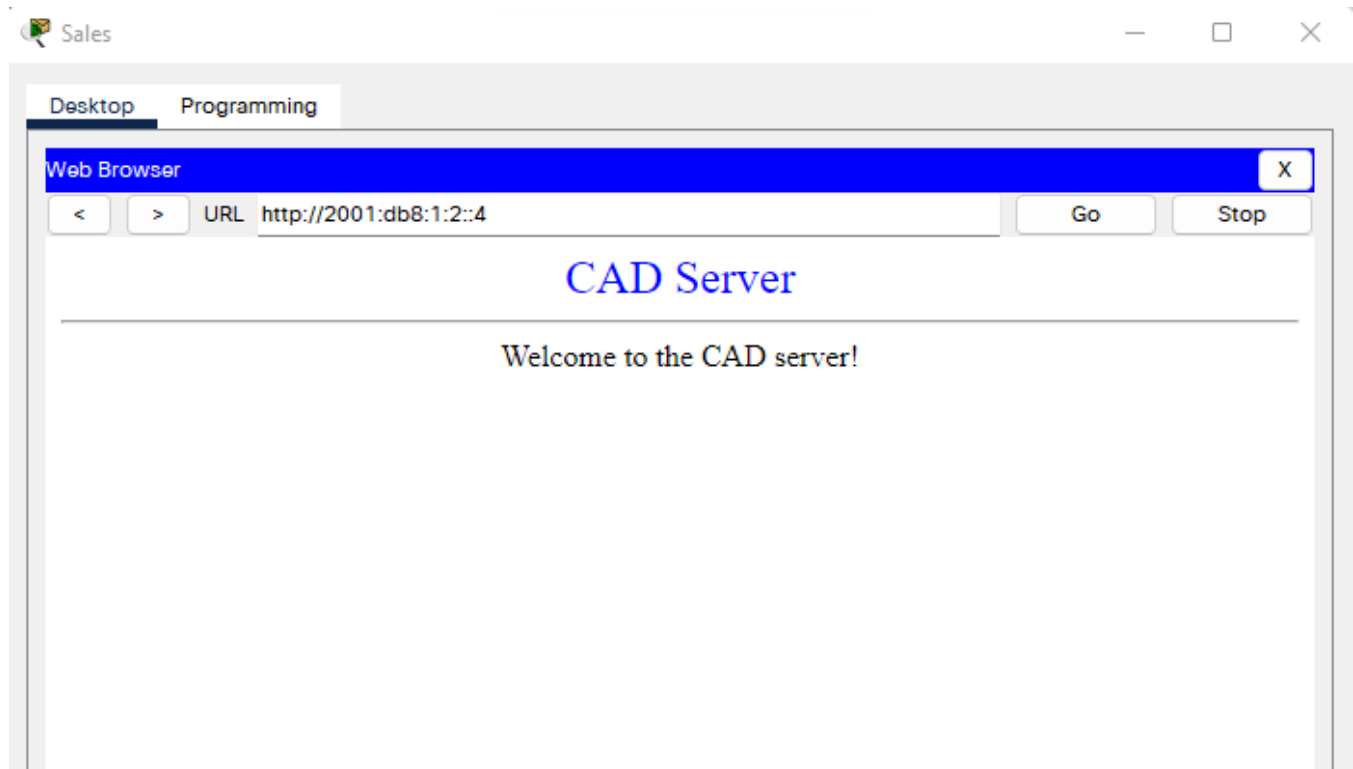 Sales
Desktop Programming
Web Browser X
< > URL http://2001:db8:1:2::4 Go Stop
CAD Server
Welcome to the CAD server!